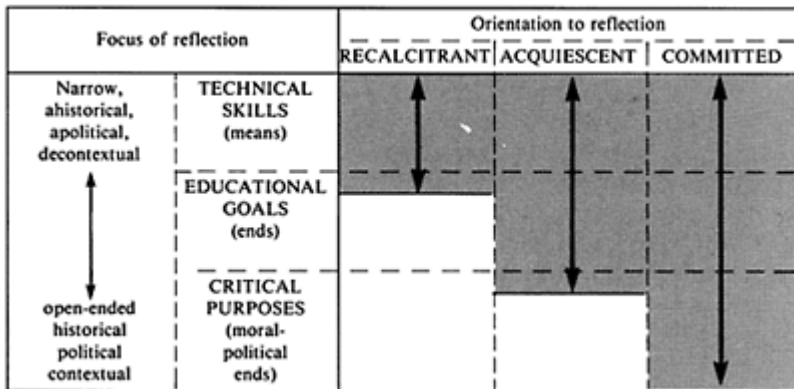 Focus of reflection
Orientation to reflection
RECALCITRANT
ACQUIESCENT
COMMITTED
Narrow,
ahistorical,
apolitical,
decontextual
TECHNICAL
SKILLS
(means)
EDUCATIONAL
GOALS
(ends)
open-ended
historical
political
contextual
CRITICAL
PURPOSES
(moral-
political
ends)